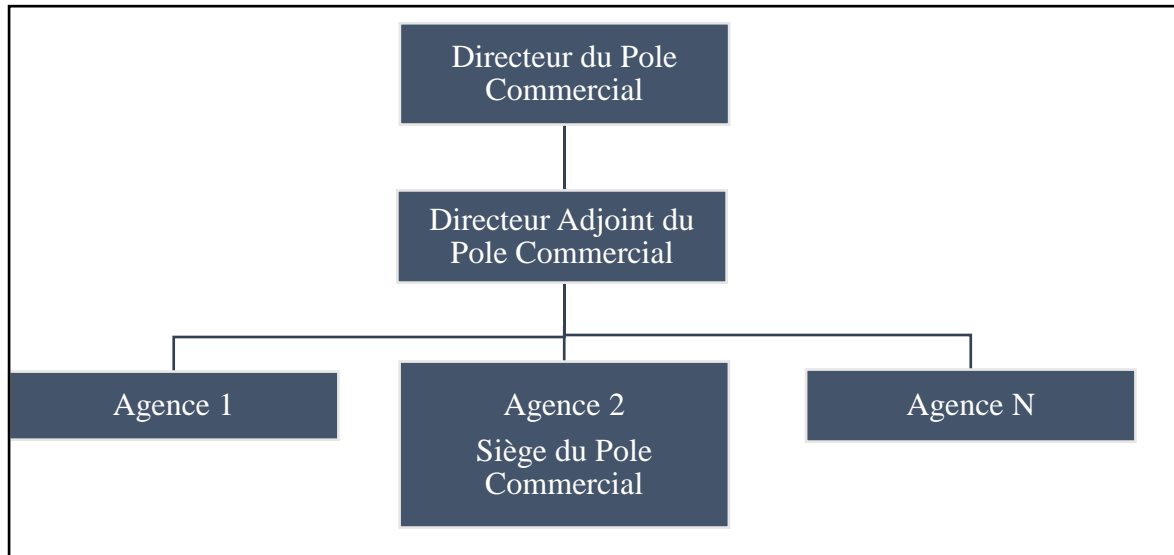 Directeur du Pole
Commercial
Directeur Adjoint du
Pole Commercial
Agence 1
Agence 2
Siège du Pole
Commercial
Agence N